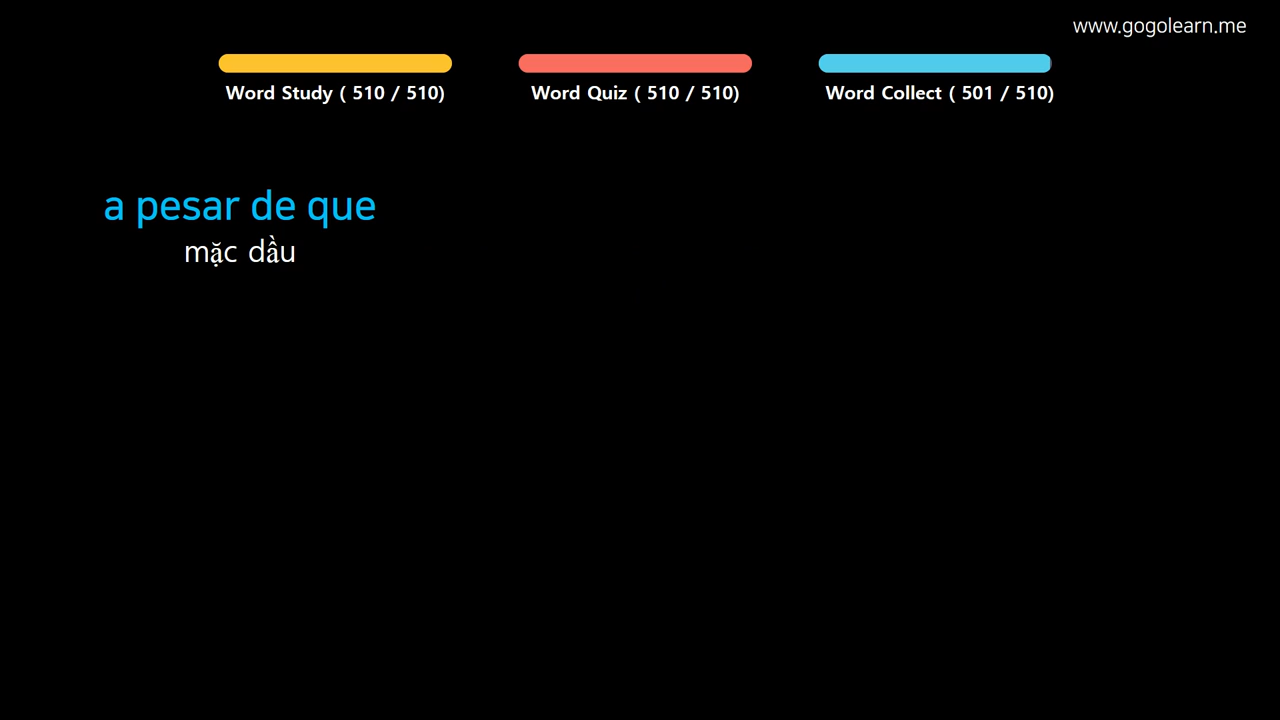 www.gogolearn.me
Word Study ( 510 / 510)
Word Quiz ( 510 / 510)
Word Collect ( 501 / 510)
a pesar de que
mặc dầu